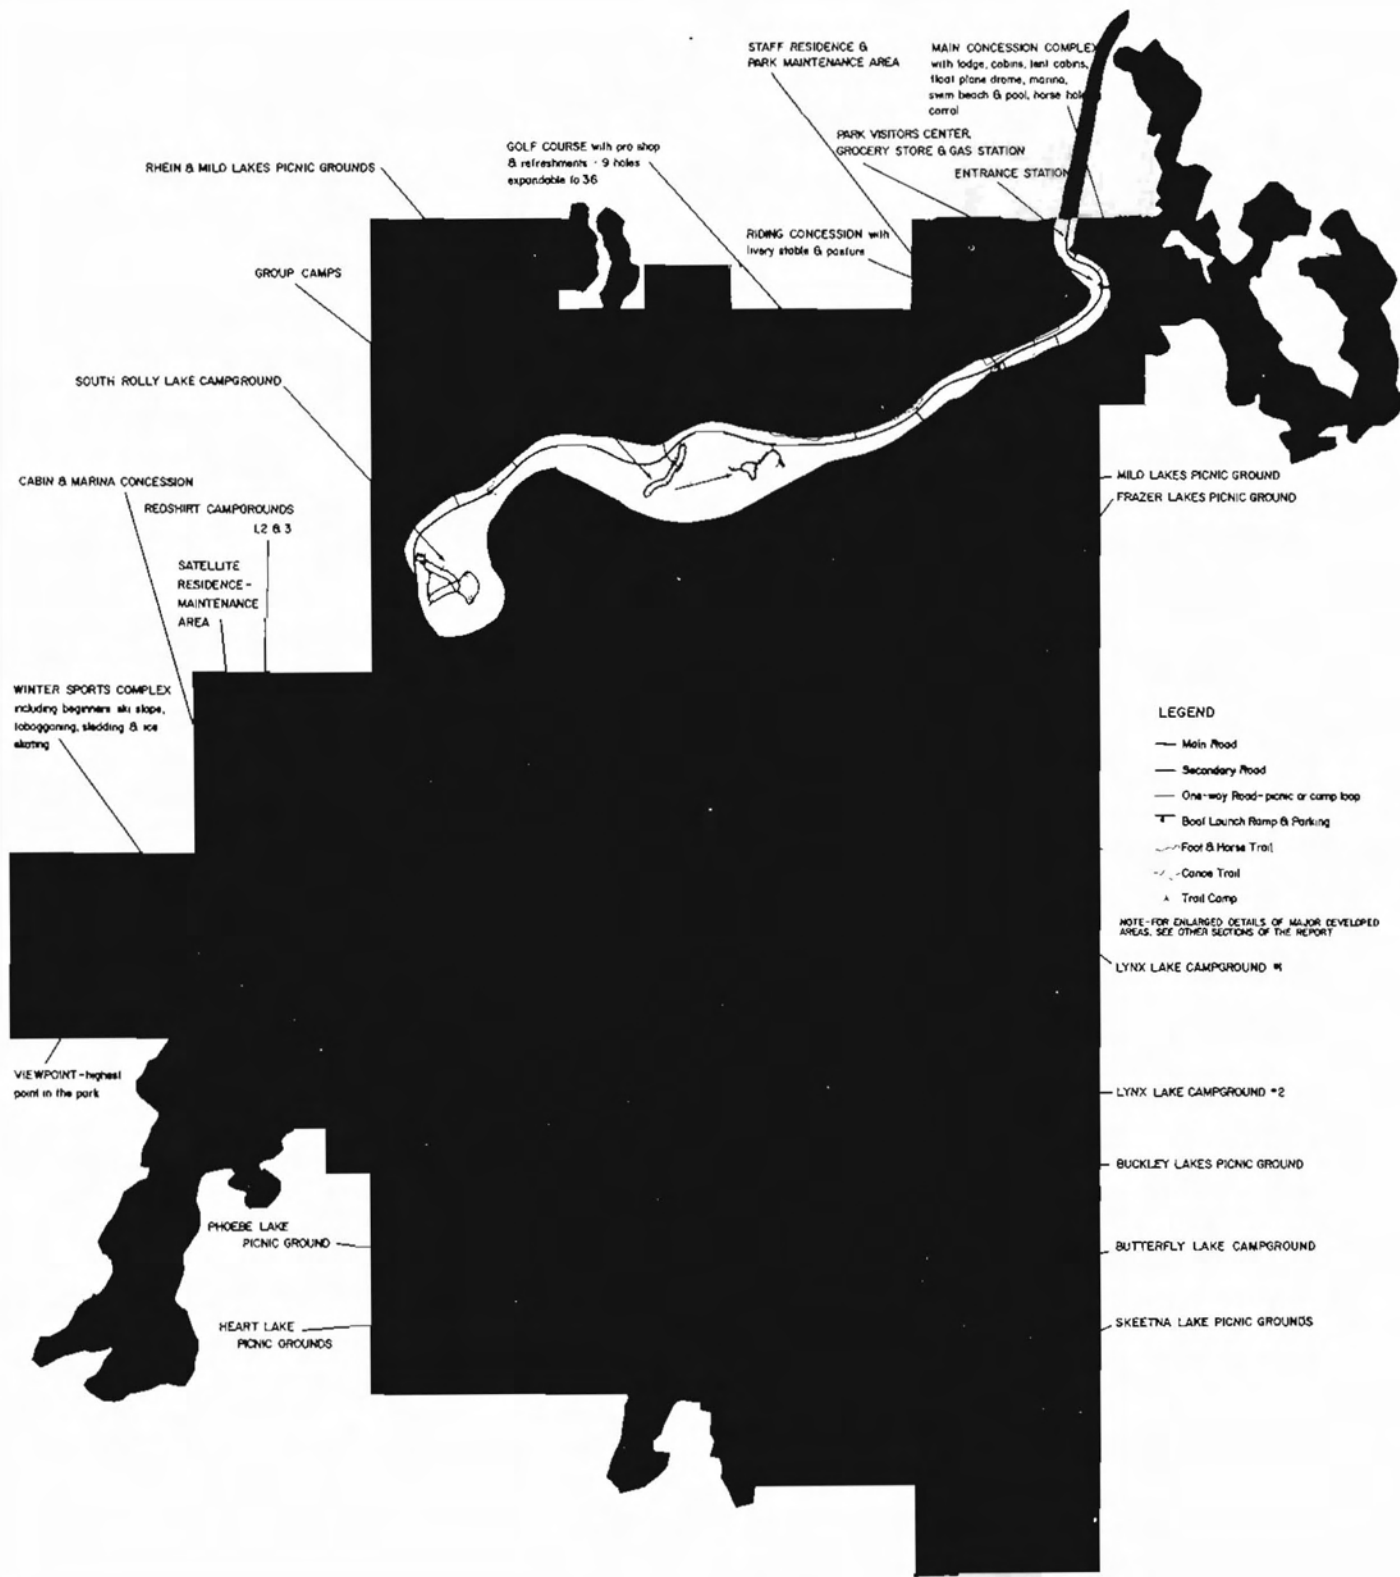 STAFF RESIDENCE &
PARK MAINTENANCE AREA
MAIN CONCESSION COMPLEX
with lodge, cabins, tent cabins,
float plane drome, marina,
swim beach & pool, horse
corral
PARK VISITORS CENTER,
GROCERY STORE & GAS STATION
ENTRANCE STATION
GOLF COURSE with pro shop
& refreshments - 9 holes
expandable to 36
RHEIN & MILD LAKES PICNIC GROUNDS
RIDING CONCESSION with
livery stable & pasture
GROUP CAMPS
SOUTH ROLLY LAKE CAMPGROUND
CABIN & MARINA CONCESSION
REDSHIRT CAMPGROUNDS
1,2 & 3
SATELLITE
RESIDENCE -
MAINTENANCE
AREA
WINTER SPORTS COMPLEX
including beginners ski slope,
toboggoning, sledding & ice
skating
MILD LAKES PICNIC GROUND
FRAZER LAKES PICNIC GROUND
LEGEND
Main Road
Secondary Road
One-way Road-picnic or camp loop
Boat Launch Ramp & Parking
Foot & Horse Trail
Canoe Trail
Trail Camp
NOTE-FOR ENLARGED DETAILS OF MAJOR DEVELOPED
AREAS, SEE OTHER SECTIONS OF THE REPORT
LYNX LAKE CAMPGROUND
VIEWPOINT-highest
point in the park
LYNX LAKE CAMPGROUND #2
BUCKLEY LAKES PICNIC GROUND
PHOEBE LAKE
PICNIC GROUND
BUTTERFLY LAKE CAMPGROUND
HEART LAKE
PICNIC GROUNDS
SKEETNA LAKE PICNIC GROUNDS